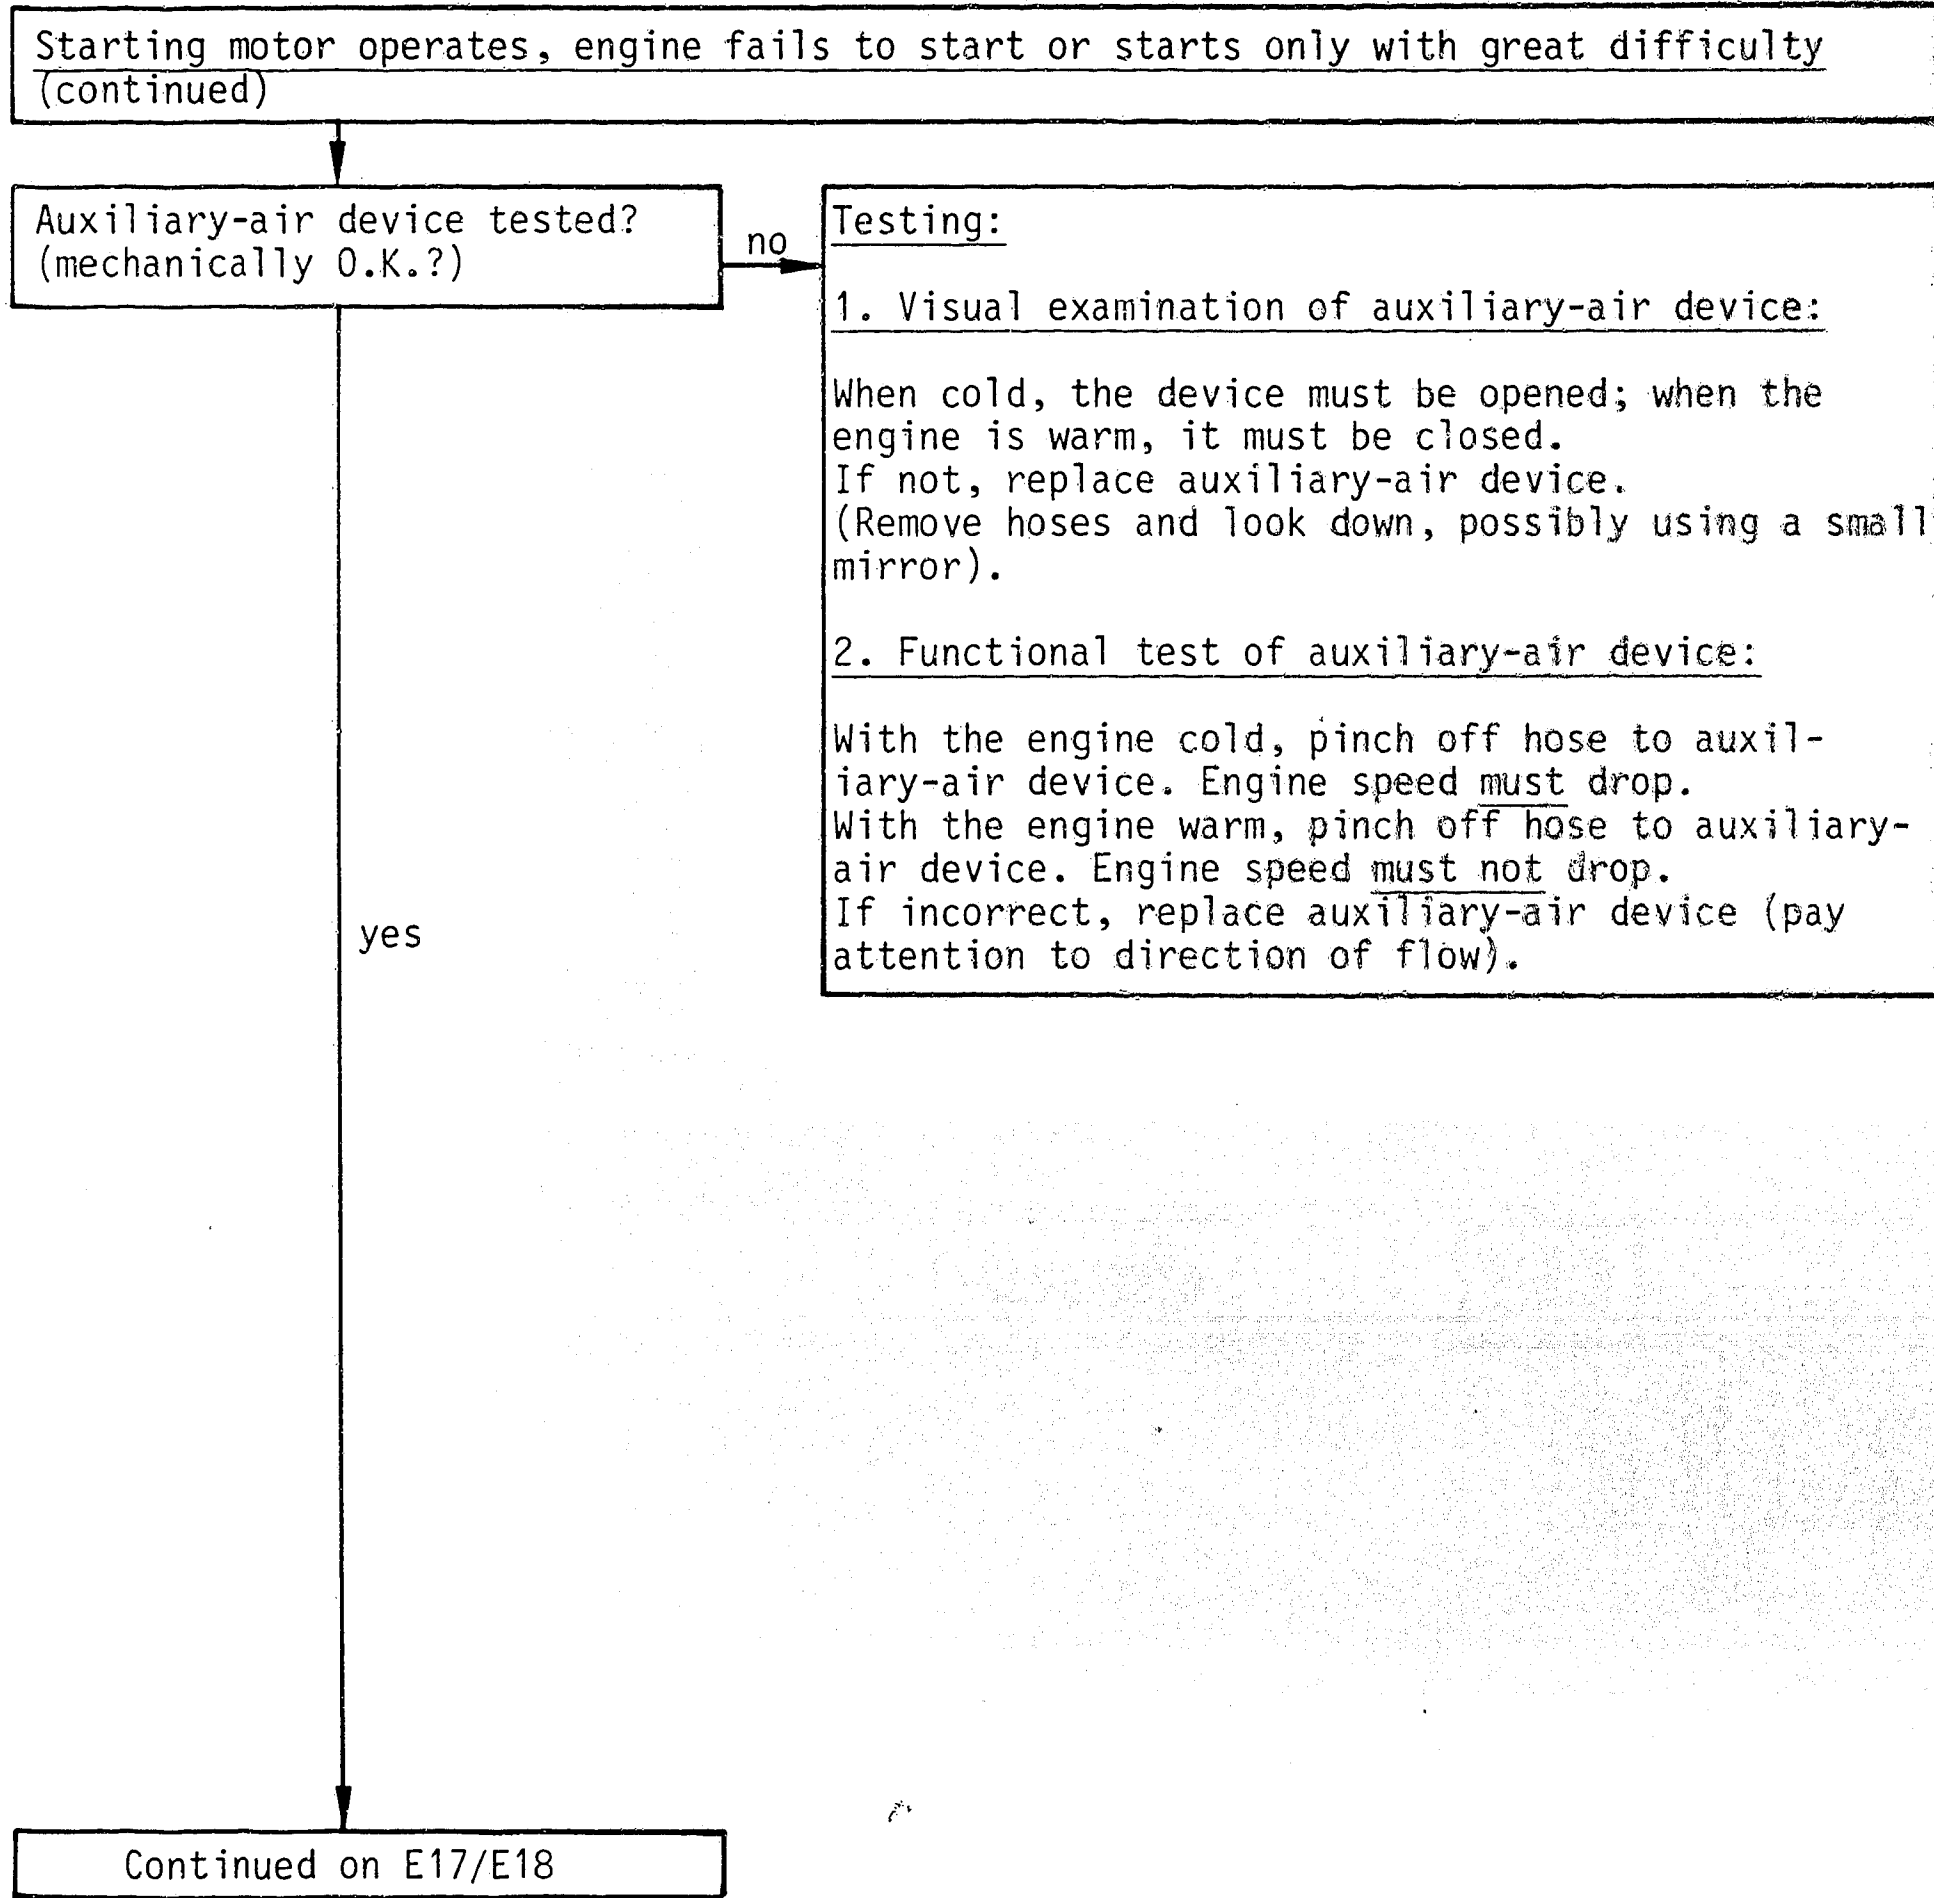 Starting motor operates, engine fails to start or starts only with great difficulty
(continued)
Auxiliary-air device tested?
(mechanically O.K.?)
no
Testing:
1. Visual examination of auxiliary-air device:
When cold, the device must be opened; when the
engine is warm, it must be closed.
If not, replace auxiliary-air device.
(Remove hoses and look down, possibly using a small
mirror).
2. Functional test of auxiliary-air device:
With the engine cold, pinch off hose to auxil-
iary-air device. Engine speed must drop.
With the engine warm, pinch off hose to auxiliary-
air device. Engine speed must not drop.
If incorrect, replace auxiliary-air device (pay
attention to direction of flow).
yes
Continued on E17/E18